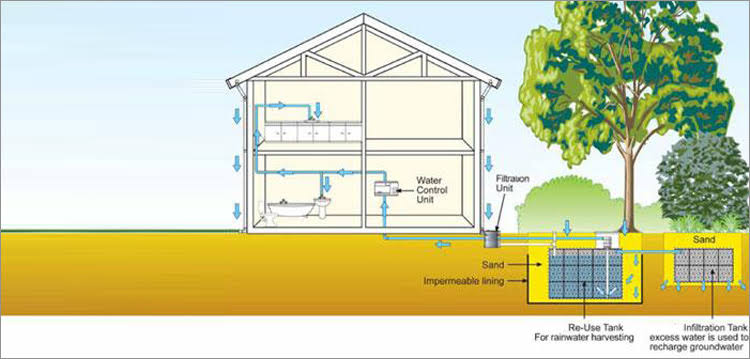 Water
Control
Unit
Filtration
Unit
Sand
Impermeable lining
Sand
Re-Use Tank
For rainwater harvesting
Infiltration Tank
excess water is used to
recharge groundwater